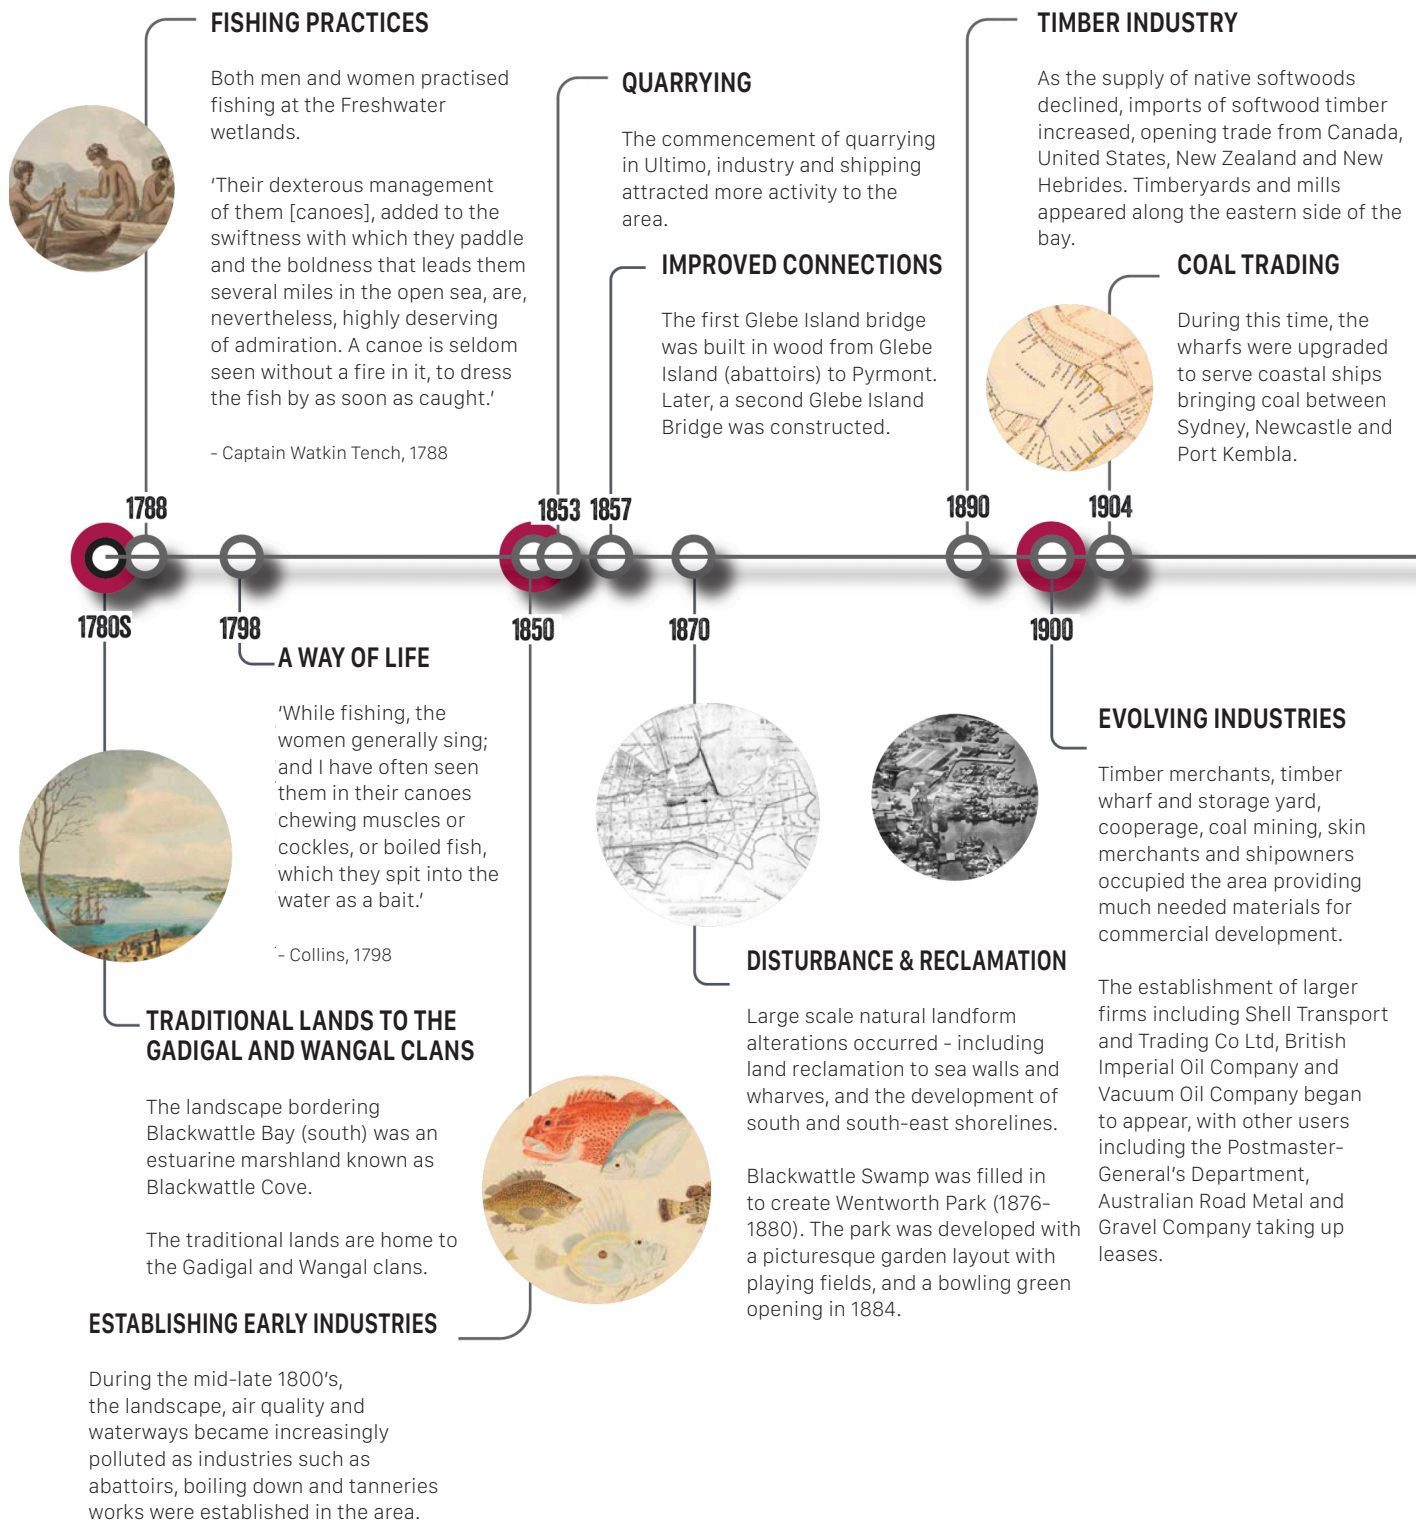 FISHING PRACTICES
Both men and women practised
fishing at the Freshwater
wetlands.
‘Their dexterous management
of them [canoes], added to the
swiftness with which they paddle
and the boldness that leads them
several miles in the open sea, are,
nevertheless, highly deserving
of admiration. A canoe is seldom
seen without a fire in it, to dress
the fish by as soon as caught.’
- Captain Watkin Tench, 1788
QUARRYING
The commencement of quarrying
in Ultimo, industry and shipping
attracted more activity to the
area.
IMPROVED CONNECTIONS
The first Glebe Island bridge
was built in wood from Glebe
Island (abattoirs) to Pyrmont.
Later, a second Glebe Island
Bridge was constructed.
TIMBER INDUSTRY
As the supply of native softwoods
declined, imports of softwood timber
increased, opening trade from Canada,
United States, New Zealand and New
Hebrides. Timberyards and mills
appeared along the eastern side of the
bay.
COAL TRADING
During this time, the
wharfs were upgraded
to serve coastal ships
bringing coal between
Sydney, Newcastle and
Port Kembla.
1788
1853
1857
1890
1904
1780S
1798
1850
1870
1900
A WAY OF LIFE
‘While fishing, the
women generally sing;
and I have often seen
them in their canoes
chewing muscles or
cockles, or boiled fish,
which they spit into the
water as a bait.’
- Collins, 1798
TRADITIONAL LANDS TO THE
GADIGAL AND WANGAL CLANS
The landscape bordering
Blackwattle Bay (south) was an
estuarine marshland known as
Blackwattle Cove.
The traditional lands are home to
the Gadigal and Wangal clans.
ESTABLISHING EARLY INDUSTRIES
During the mid-late 1800’s,
the landscape, air quality and
waterways became increasingly
polluted as industries such as
abattoirs, boiling down and tanneries
works were established in the area.
DISTURBANCE & RECLAMATION
Large scale natural landform
alterations occurred - including
land reclamation to sea walls and
wharves, and the development of
south and south-east shorelines.
Blackwattle Swamp was filled in
to create Wentworth Park (1876-
1880). The park was developed with
a picturesque garden layout with
playing fields, and a bowling green
opening in 1884.
EVOLVING INDUSTRIES
Timber merchants, timber
wharf and storage yard,
cooperage, coal mining, skin
merchants and shipowners
occupied the area providing
much needed materials for
commercial development.
The establishment of larger
firms including Shell Transport
and Trading Co Ltd, British
Imperial Oil Company and
Vacuum Oil Company began
to appear, with other users
including the Postmaster-
General’s Department,
Australian Road Metal and
Gravel Company taking up
leases.